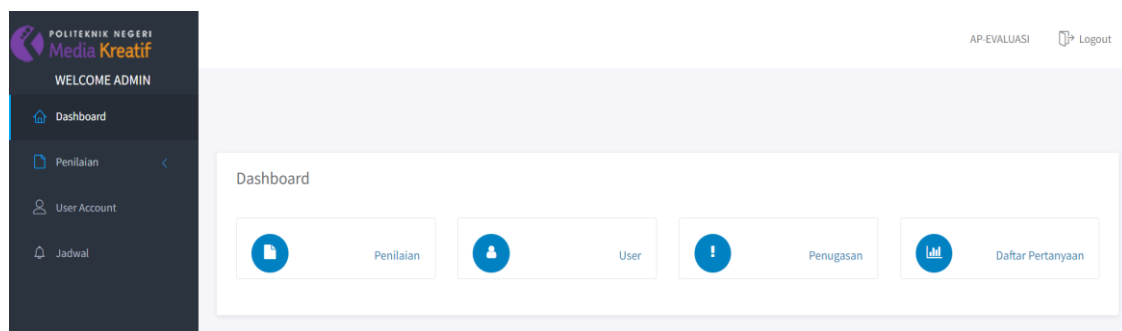 POLITEKNIK NEGERI
Media Kreatif
WELCOME ADMIN
Dashboard
Penilaian
User Account
Jadwal
AP-EVALUASI Logout
Dashboard
Penilaian User Penugasan Daftar Pertanyaan